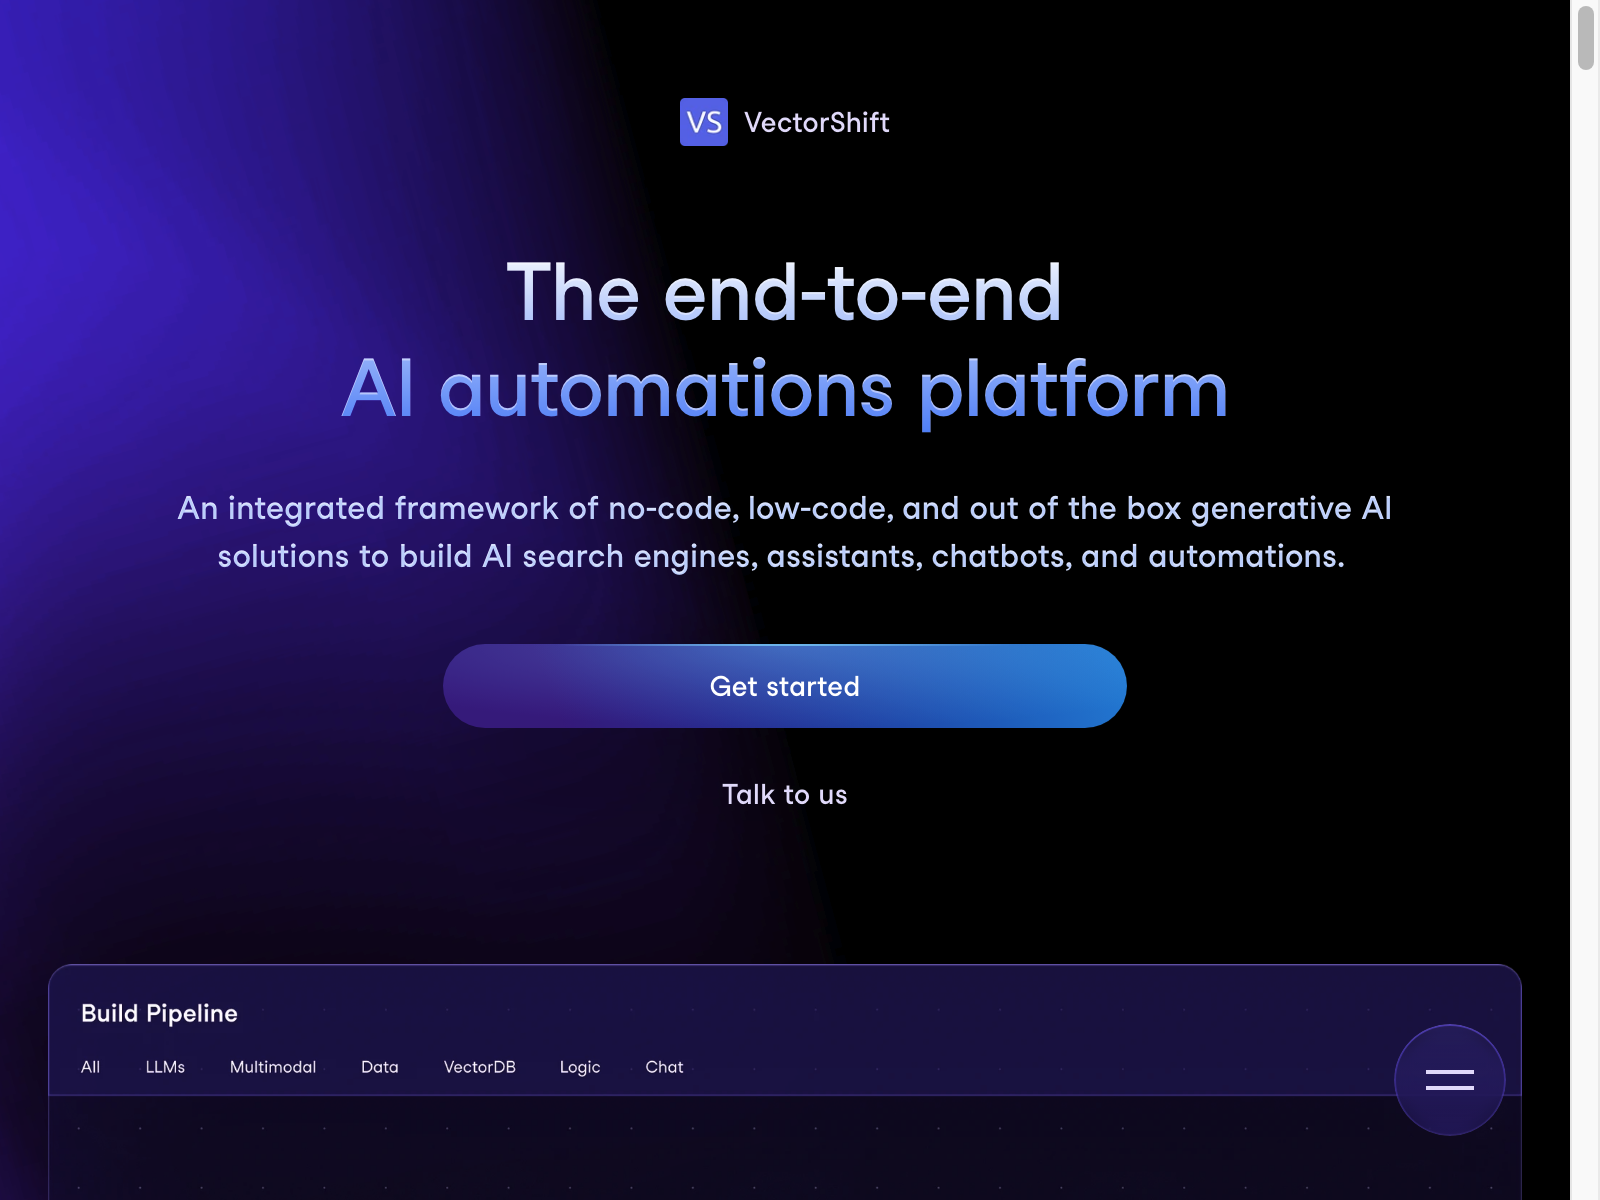 VS VectorShift
The end-to-end
AI automations platform
An integrated framework of no-code, low-code, and out of the box generative AI
solutions to build AI search engines, assistants, chatbots, and automations.
Get started
Talk to us
Build Pipeline
All LLMs Multimodal Data VectorDB Logic Chat